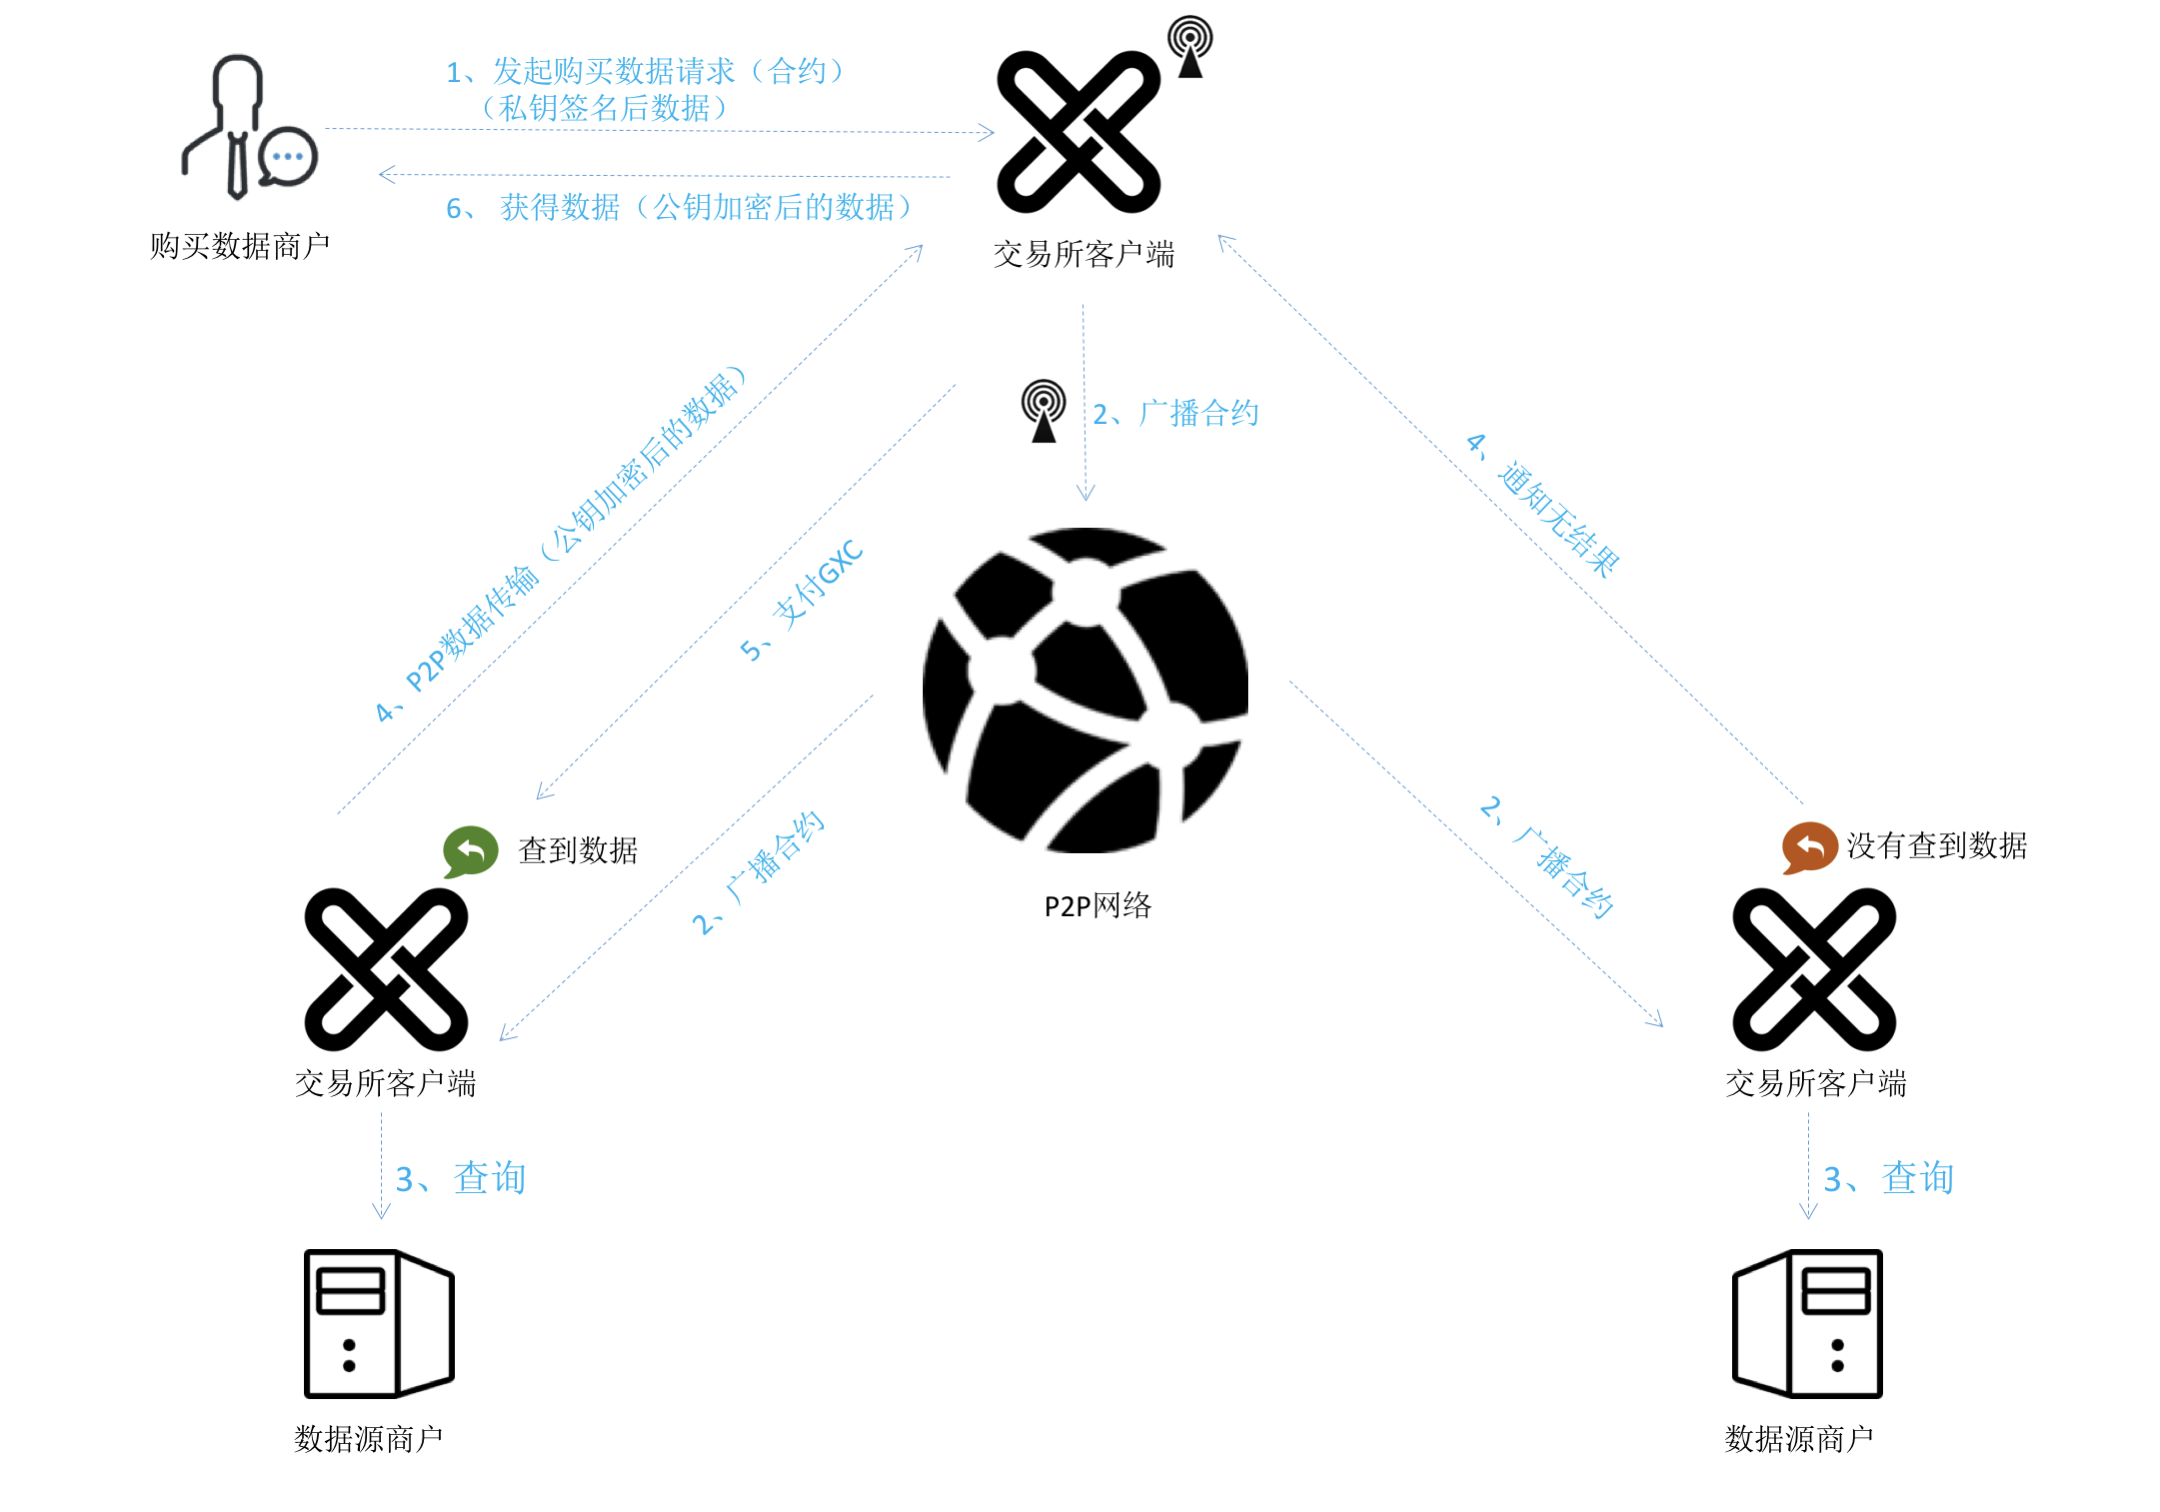 1、发起购买数据请求（合约）
（私钥签名后数据）
6、 获得数据（公钥加密后的数据）
购买数据商户
交易所客户端
2、广播合约
4、P2P数据传输（公钥加密后的数据）
5、支付GXC
4、通知无结果
2、广播合约
2、广播合约
查到数据
没有查到数据
P2P网络
交易所客户端
交易所客户端
3、查询
3、查询
数据源商户
数据源商户